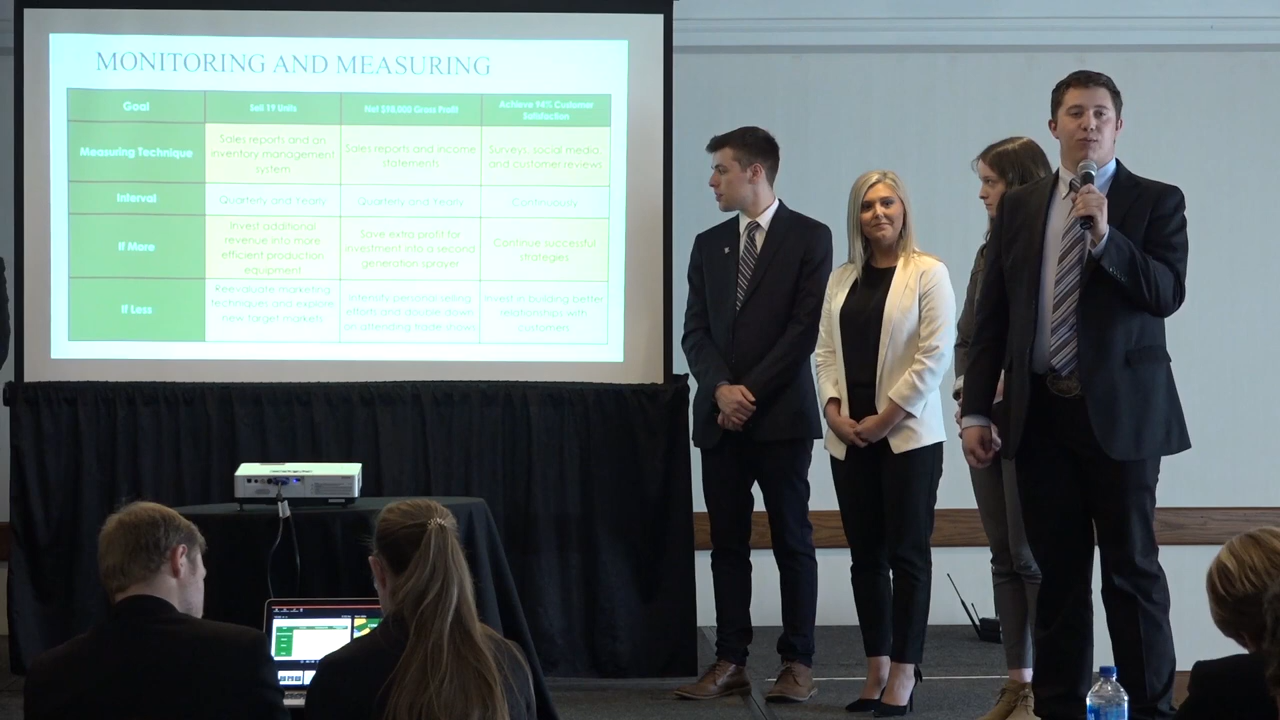 MONITORING AND MEASURING
Goal
Sell 19 Units
Net $98,000 Gross Profit
Achieve 94% Customer
Satisfaction
Measuring Technique
Sales reports and an
inventory management
system
Sales reports and income
statements
Surveys, social media,
and customer reviews
Interval
Quarterly and Yearly
Quarterly and Yearly
Continuously
If More
Invest additional
revenue into more
efficient production
equipment
Save extra profit for
investment into a second
generation sprayer
Continue successful
strategies
If Less
Reevaluate marketing
techniques and explore
new target markets
Intensify personal selling
efforts and double down
on attending trade shows
Invest in building better
relationships with
customers